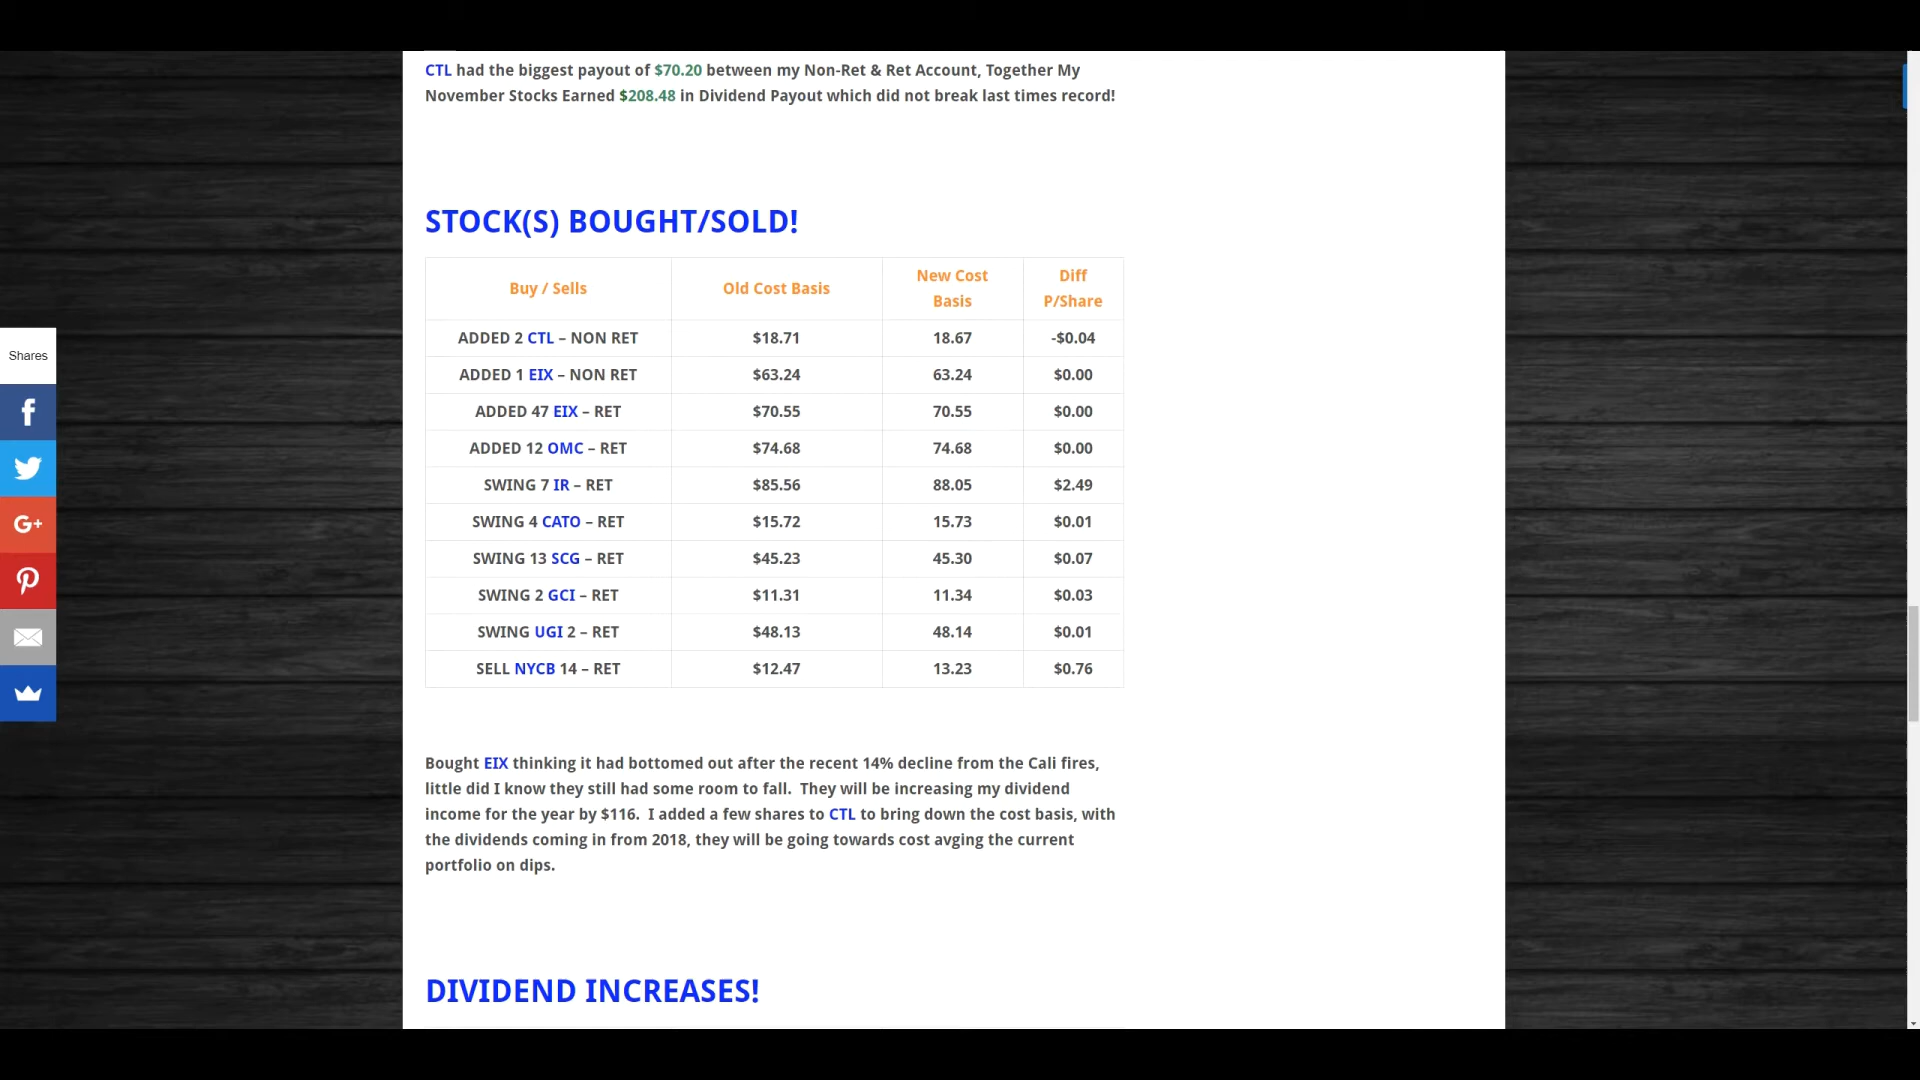 CTL had the biggest payout of $70.20 between my Non-Ret & Ret Account, Together My
November Stocks Earned $208.48 in Dividend Payout which did not break last times record!
STOCK(S) BOUGHT/SOLD!
Buy / Sells Old Cost Basis New Cost Basis Diff P/Share
ADDED 2 CTL – NON RET $18.71 18.67 -$0.04
ADDED 1 EIX – NON RET $63.24 63.24 $0.00
ADDED 47 EIX – RET $70.55 70.55 $0.00
ADDED 12 OMC – RET $74.68 74.68 $0.00
SWING 7 IR – RET $85.56 88.05 $2.49
SWING 4 CATO – RET $15.72 15.73 $0.01
SWING 13 SCG – RET $45.23 45.30 $0.07
SWING 2 GCI – RET $11.31 11.34 $0.03
SWING UGI 2 – RET $48.13 48.14 $0.01
SELL NYCB 14 – RET $12.47 13.23 $0.76
Shares
f
G+
Bought EIX thinking it had bottomed out after the recent 14% decline from the Cali fires,
little did I know they still had some room to fall.  They will be increasing my dividend
income for the year by $116.  I added a few shares to CTL to bring down the cost basis, with
the dividends coming in from 2018, they will be going towards cost avging the current
portfolio on dips.
DIVIDEND INCREASES!